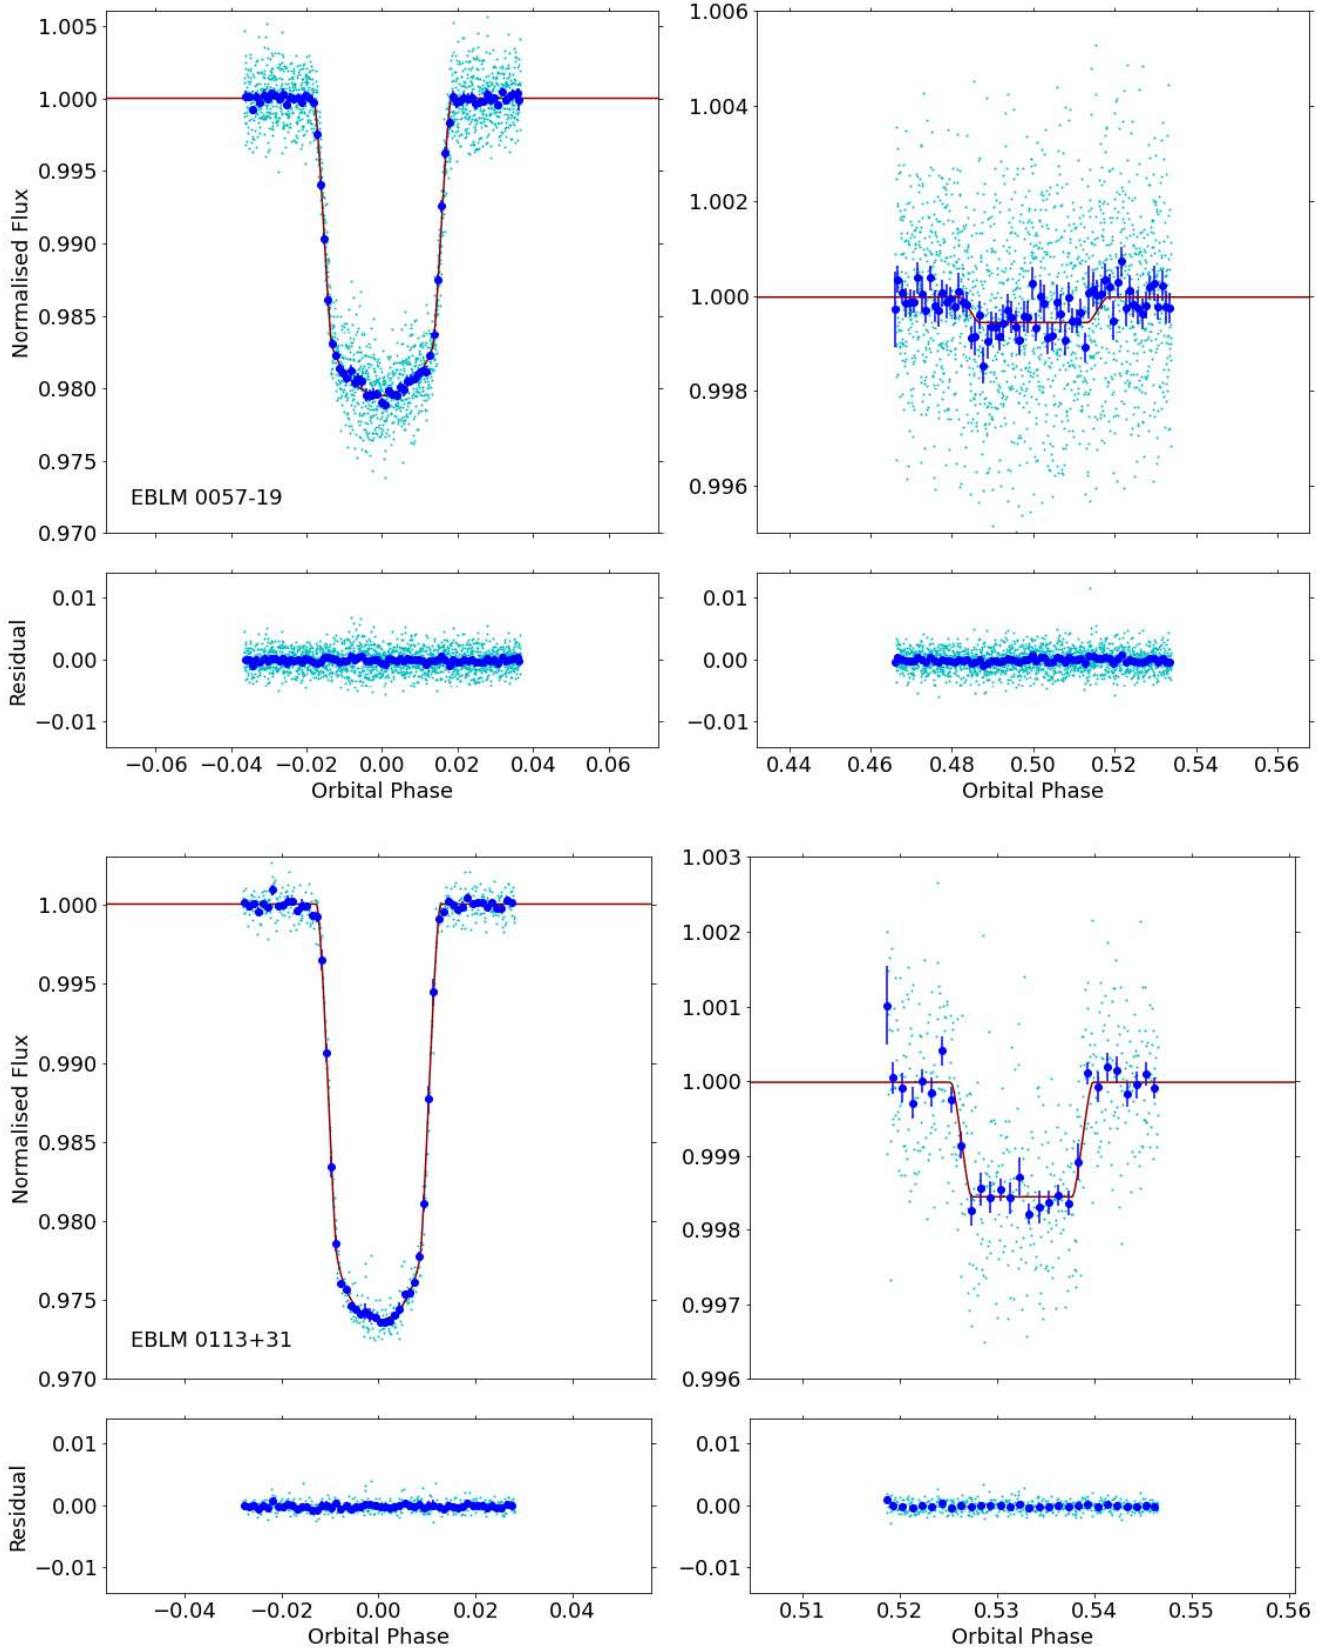 1.005
1.000
0.995
0.990
0.985
0.980
0.975
0.970
Normalised Flux
EBLM 0057-19
1.006
1.004
1.002
1.000
0.998
0.996
0.01
0.00
−0.01
Residual
−0.06 −0.04 −0.02 0.00 0.02 0.04 0.06
Orbital Phase
0.01
0.00
−0.01
0.44 0.46 0.48 0.50 0.52 0.54 0.56
Orbital Phase
1.000
0.995
0.990
0.985
0.980
0.975
0.970
Normalised Flux
EBLM 0113+31
1.003
1.002
1.001
1.000
0.999
0.998
0.997
0.996
0.01
0.00
−0.01
Residual
−0.04 −0.02 0.00 0.02 0.04
Orbital Phase
0.01
0.00
−0.01
0.51 0.52 0.53 0.54 0.55 0.56
Orbital Phase